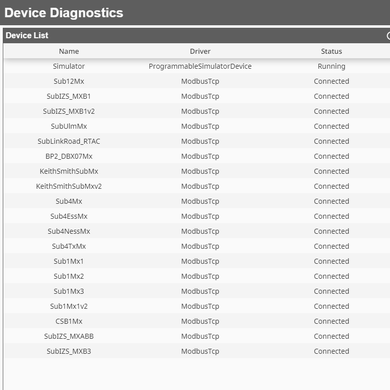 Device Diagnostics
Device List
Name Driver Status
Simulator ProgrammableSimulatorDevice Running
Sub12Mx ModbusTcp Connected
SubIZS_MXB1 ModbusTcp Connected
SubIZS_MXB1v2 ModbusTcp Connected
SubUlmMx ModbusTcp Connected
SubLinkRoad_RTAC ModbusTcp Connected
BP2_DBX07Mx ModbusTcp Connected
KeithSmithSubMx ModbusTcp Connected
KeithSmithSubMxv2 ModbusTcp Connected
Sub4Mx ModbusTcp Connected
Sub4EssMx ModbusTcp Connected
Sub4NessMx ModbusTcp Connected
Sub4TxMx ModbusTcp Connected
Sub1Mx1 ModbusTcp Connected
Sub1Mx2 ModbusTcp Connected
Sub1Mx3 ModbusTcp Connected
Sub1Mx1v2 ModbusTcp Connected
CSB1Mx ModbusTcp Connected
SubIZS_MXABB ModbusTcp Connected
SubIZS_MXB3 ModbusTcp Connected